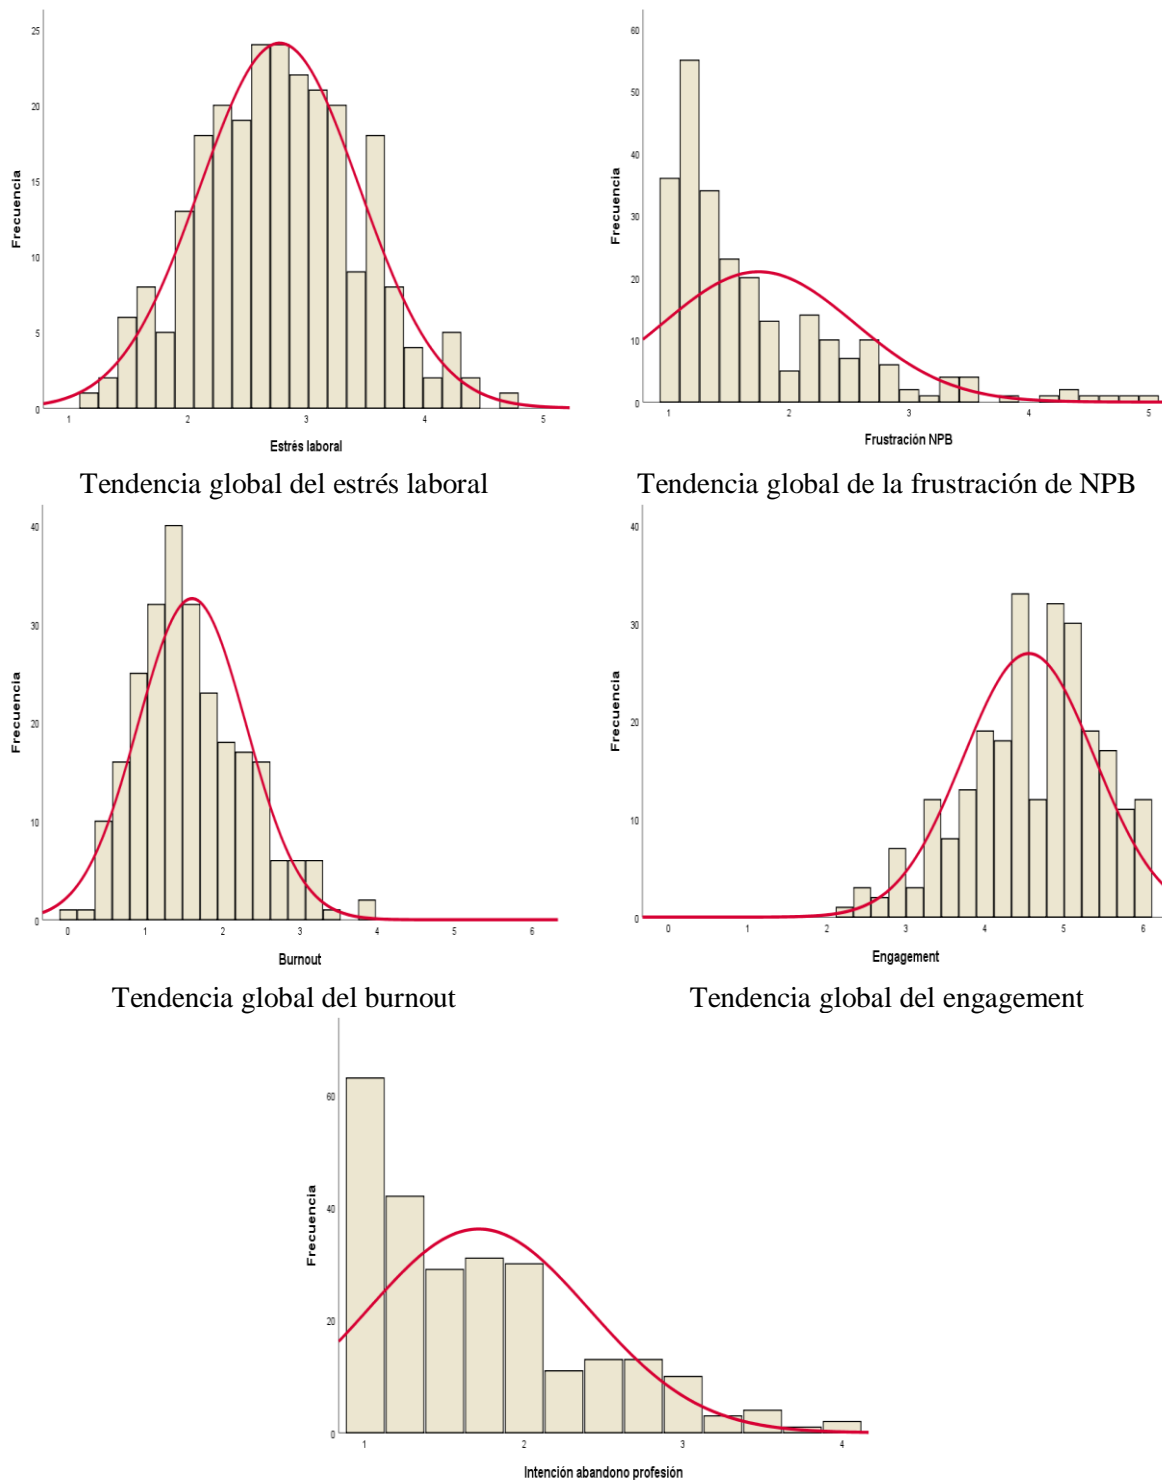 25
20
15
10
5
0
Frecuencia
1 2 3 4 5
Estrés laboral
60
50
40
30
20
10
0
Frecuencia
1 2 3 4 5
Frustración NPB
Tendencia global del estrés laboral
Tendencia global de la frustración de NPB
40
30
20
10
0
Frecuencia
0 1 2 3 4 5 6
Burnout
40
30
20
10
0
Frecuencia
0 1 2 3 4 5 6
Engagement
Tendencia global del burnout
Tendencia global del engagement
60
40
20
0
Frecuencia
1 2 3 4
Intención abandono profesión